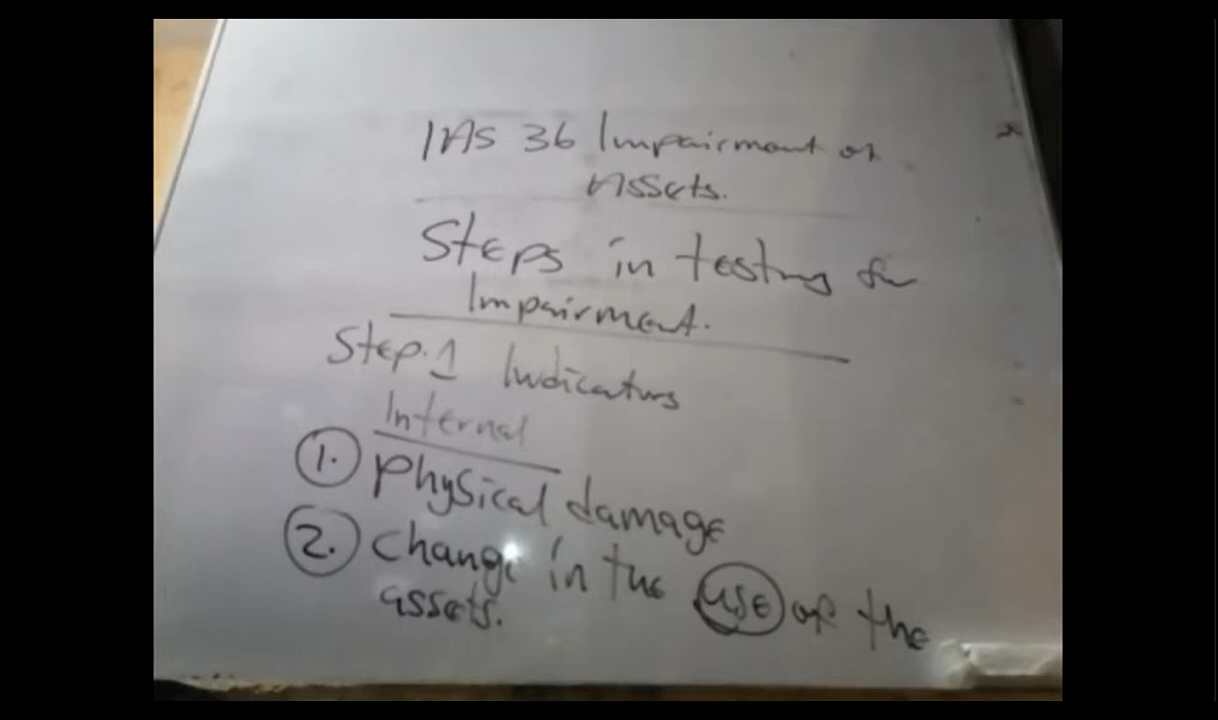 IAS 36 Impairment of
Assets.
Steps in testing for
Impairment.
Step.1 Indicators
Internal
1. Physical damage
2. Change in the use of the
assets.